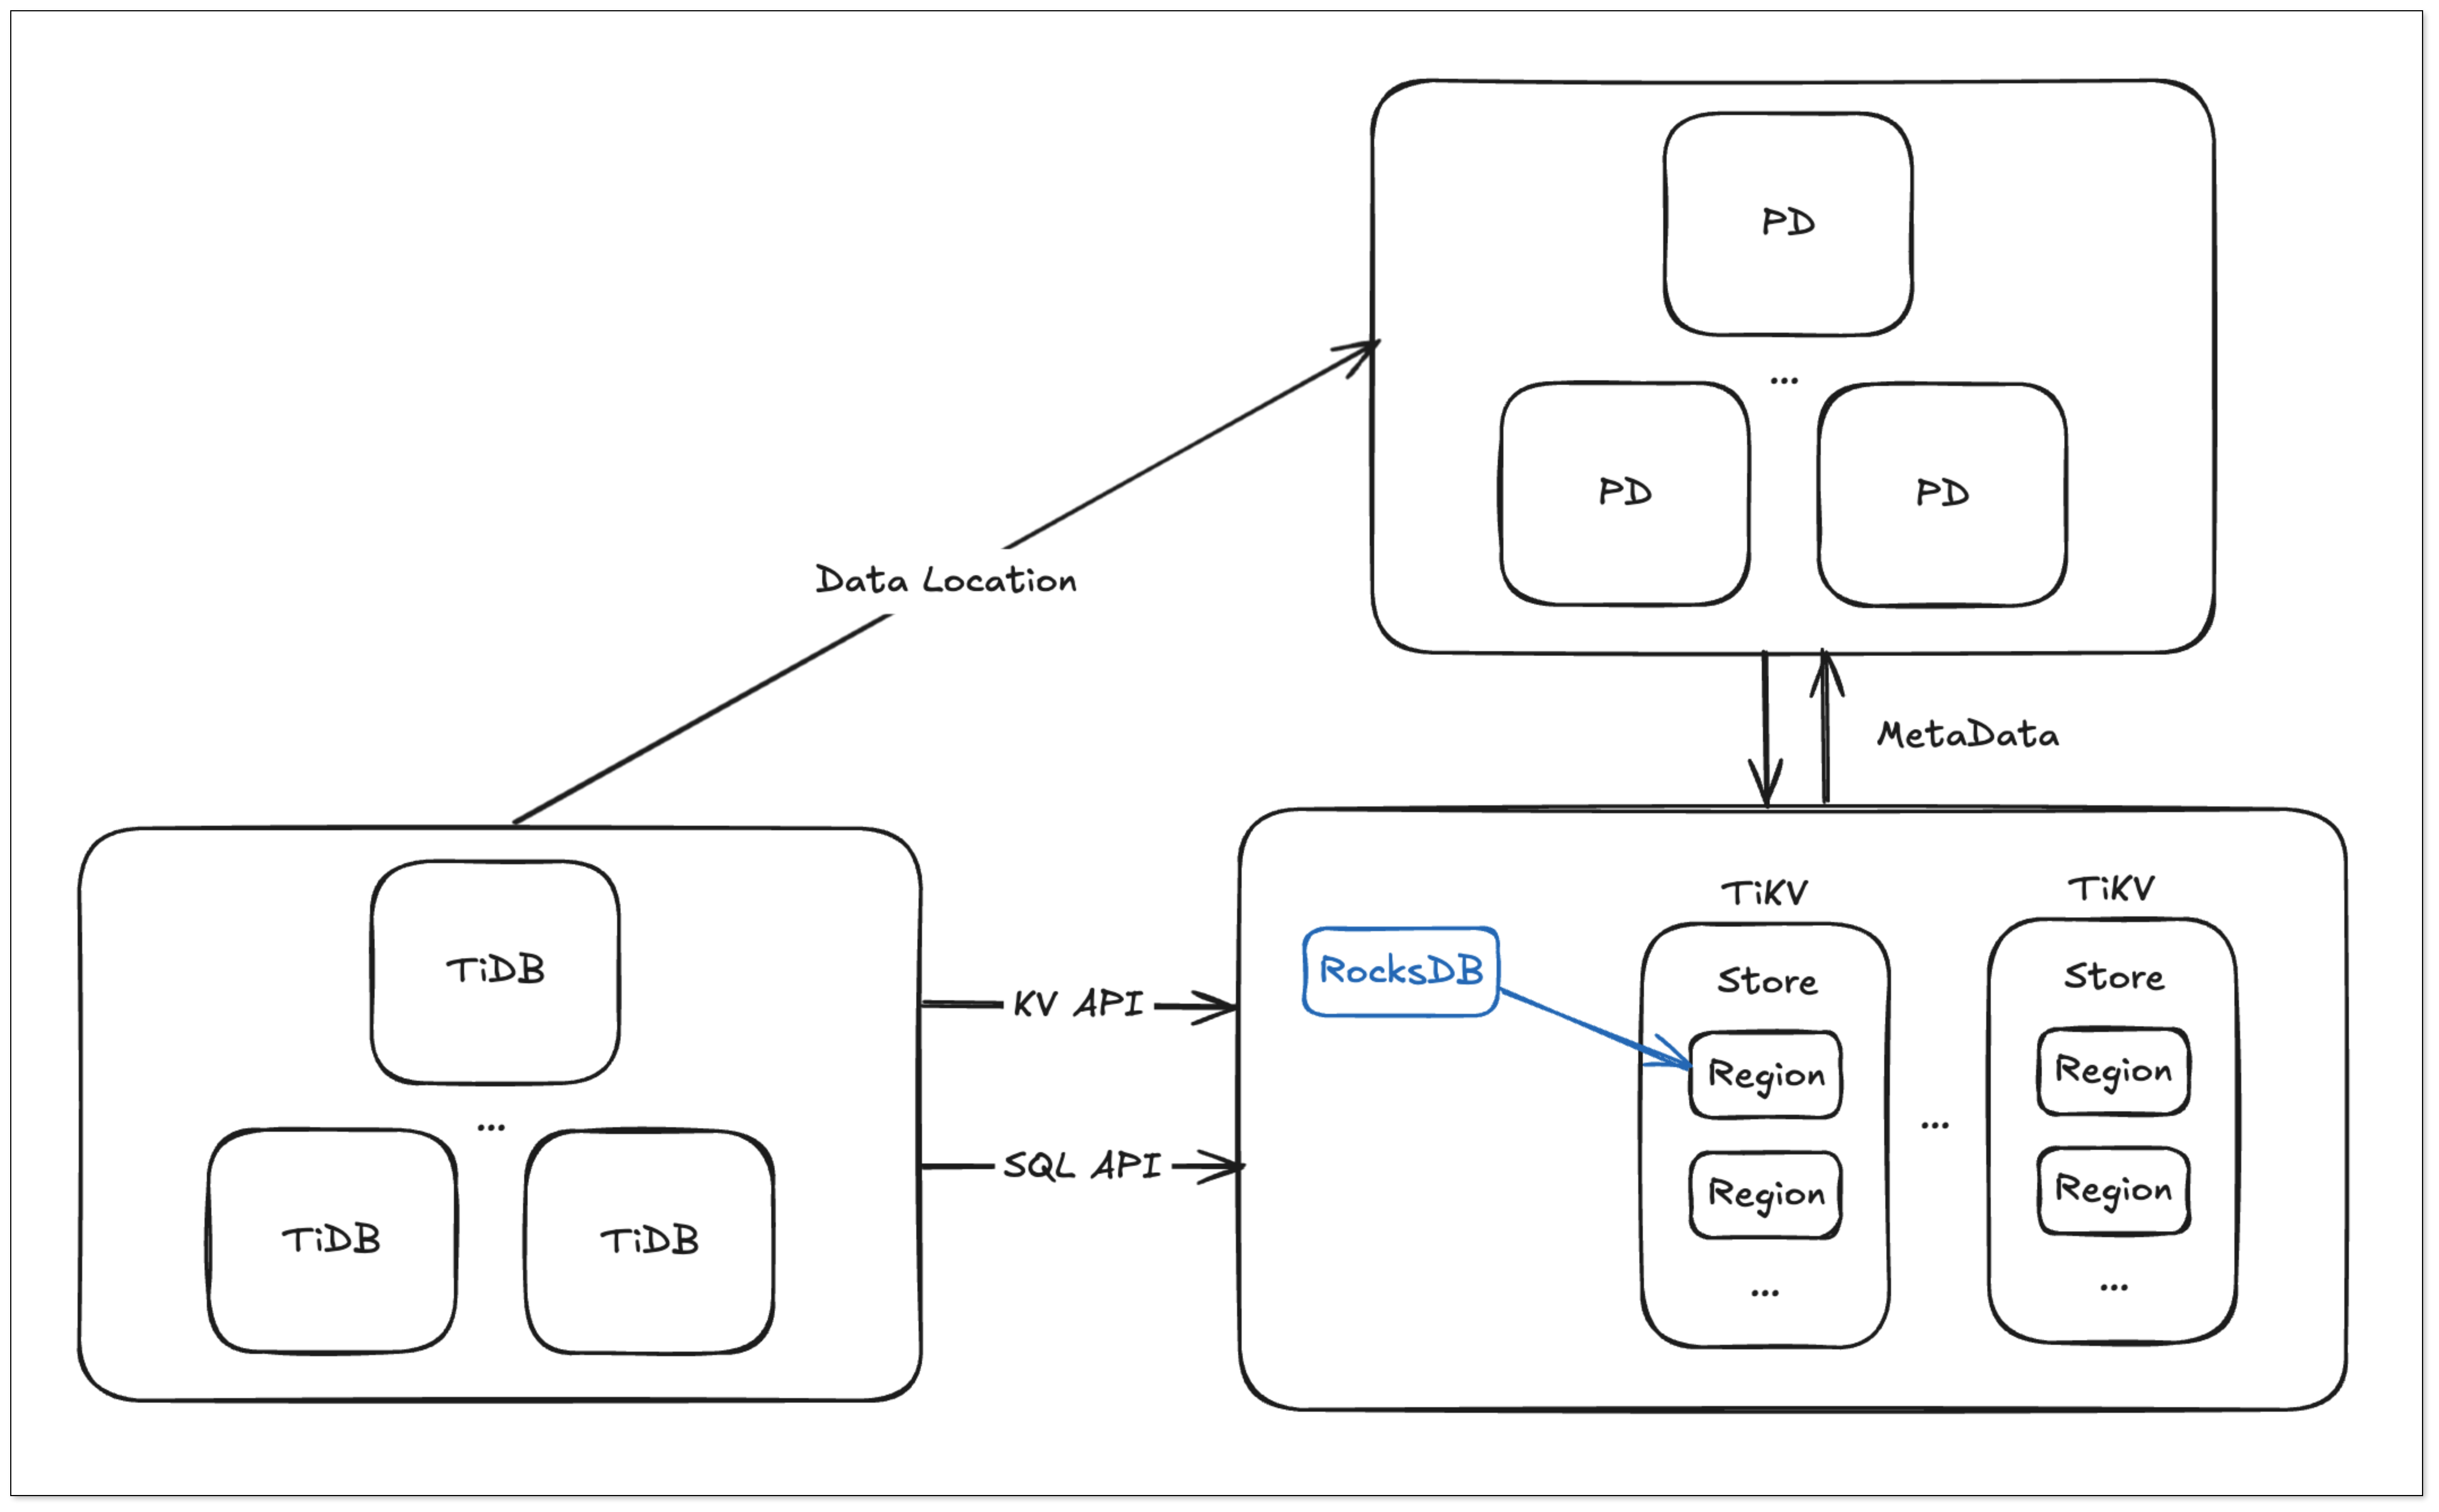 PD
...
PD
PD
Data Location
MetaData
TiDB
...
TiDB
TiDB
KV API
SQL API
RocksDB
TiKV
Store
Region
Region
...
...
TiKV
Store
Region
Region
...